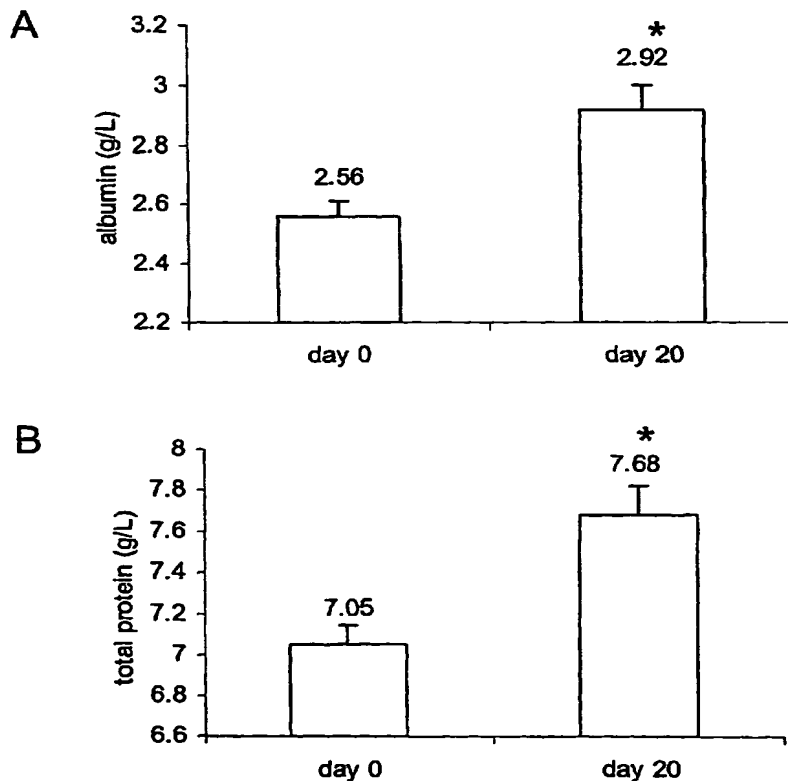 A
albumin (g/L)
3.2
3
2.8
2.6
2.4
2.2
2.56
*
2.92
day 0
day 20
B
total protein (g/L)
8
7.8
7.6
7.4
7.2
7
6.8
6.6
7.05
*
7.68
day 0
day 20